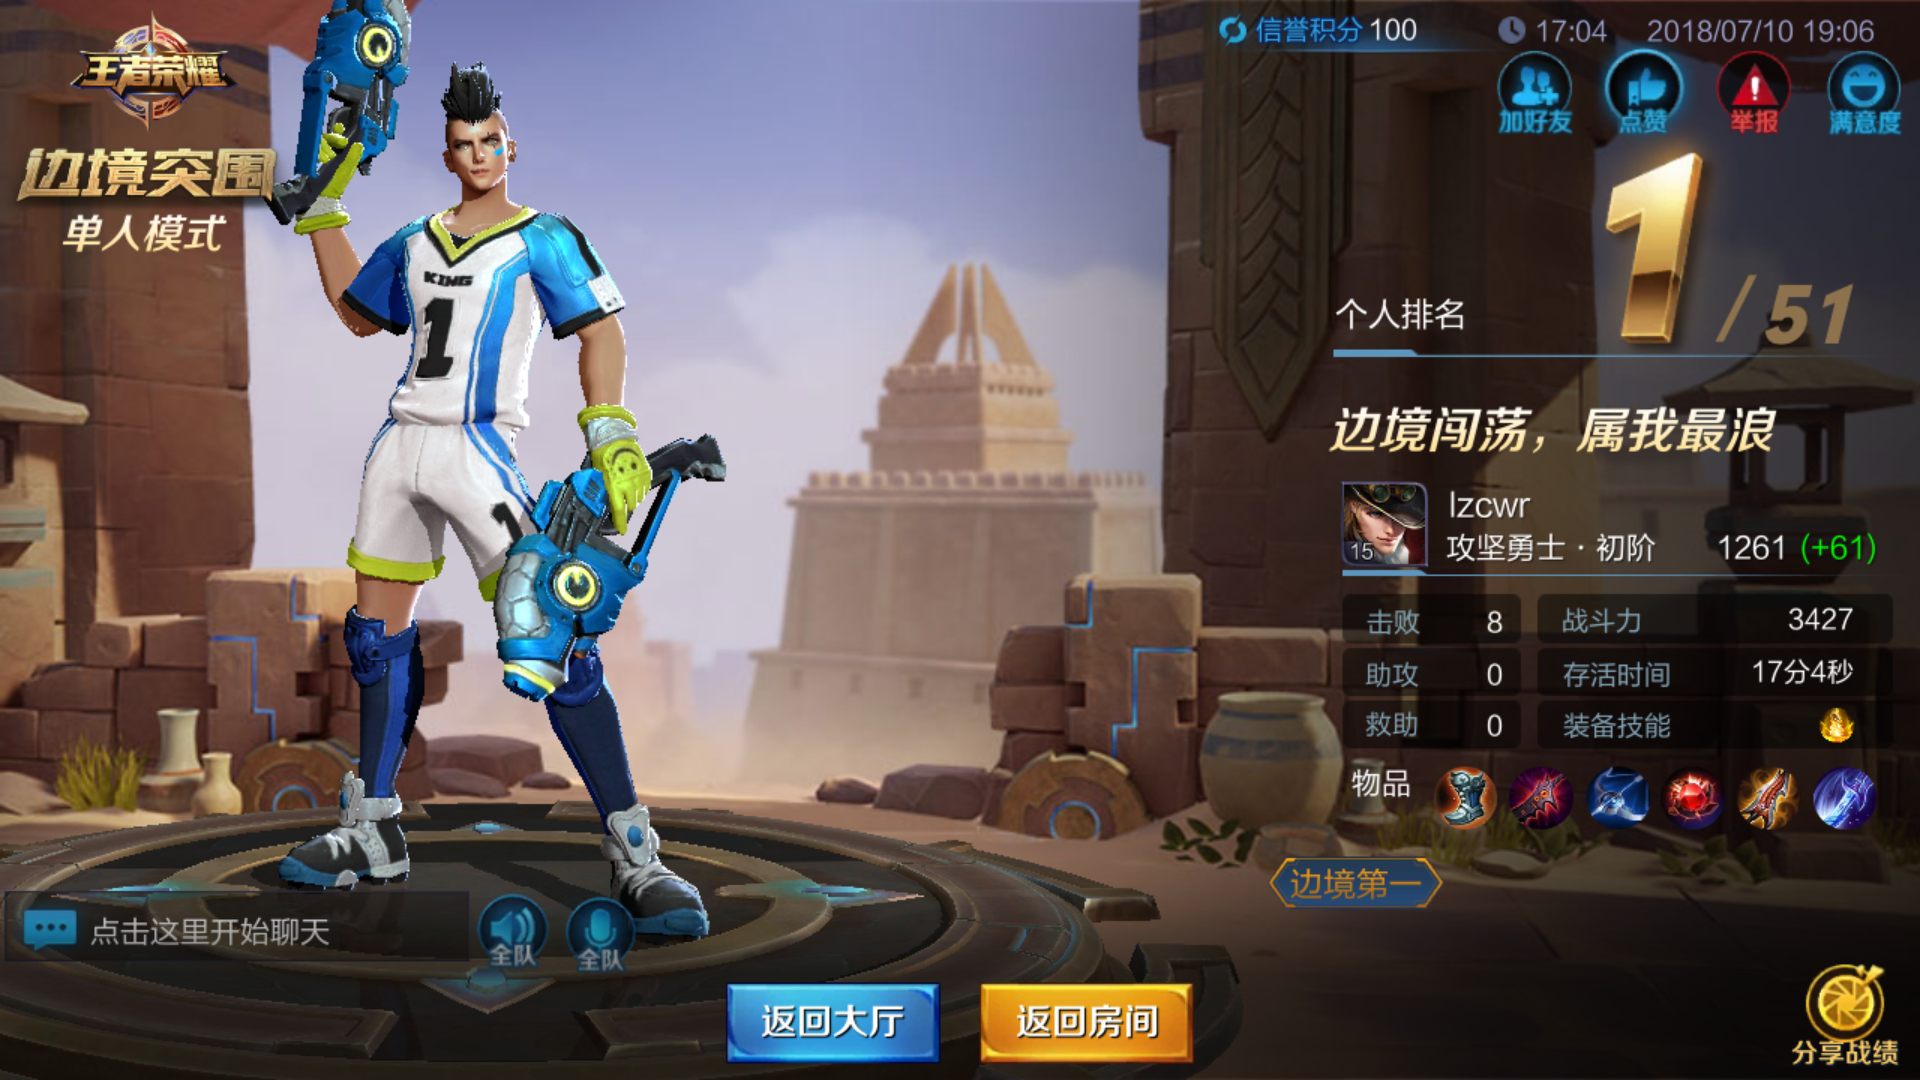 信誉积分 100
17:04
2018/07/10 19:06
王者荣耀
加好友
点赞
举报
满意度
边境突围
单人模式
KING
1
1
个人排名
1 / 51
边境闯荡，属我最浪
lzcwr
15
攻坚勇士 · 初阶
1261 (+61)
击败 8
战斗力 3427
助攻 0
存活时间 17分4秒
救助 0
装备技能
物品
边境第一
点击这里开始聊天
全队
全队
返回大厅
返回房间
分享战绩